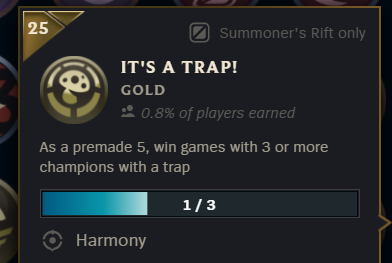 25
Summoner's Rift only
IT'S A TRAP!
GOLD
0.8% of players earned
As a premade 5, win games with 3 or more
champions with a trap
1 / 3
Harmony